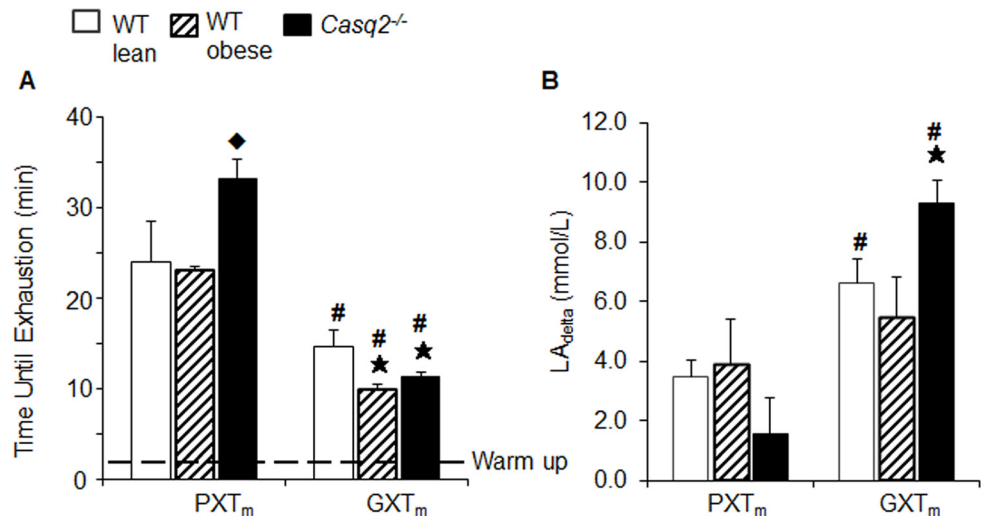 WT lean
WT obese
Casq2-/-
A
Time Until Exhaustion (min)
40
30
20
10
0
◆
#
#
★
#
★
Warm up
PXTm
GXTm
B
LAdelta (mmol/L)
12.0
10.0
8.0
6.0
4.0
2.0
0.0
#
#
★
PXTm
GXTm